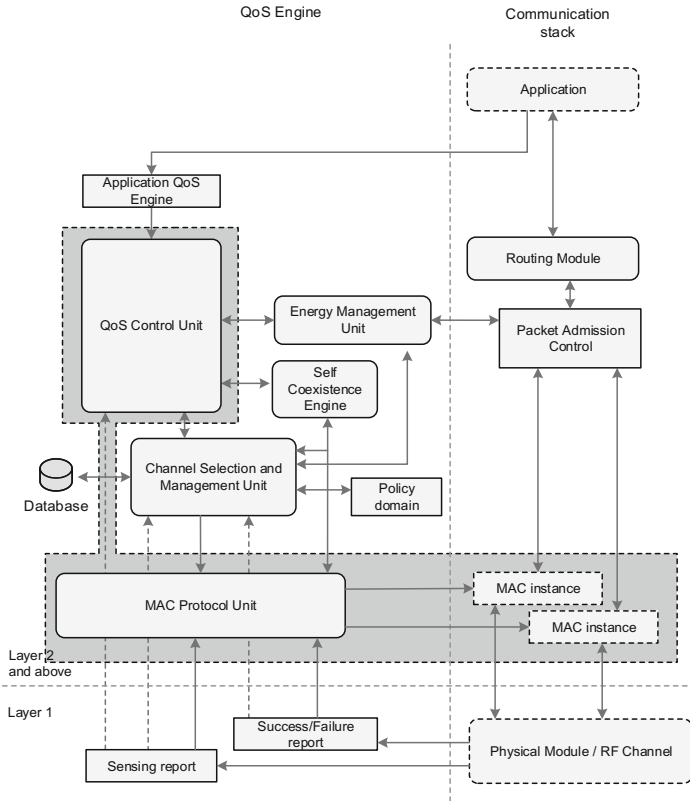 QoS Engine
Communication
stack
Application
Application QoS
Engine
QoS Control Unit
Routing Module
Energy Management
Unit
Packet Admission
Control
Self
Coexistence
Engine
Channel Selection and
Management Unit
Database
Policy
domain
MAC Protocol Unit
MAC instance
MAC instance
Layer 2
and above
Layer 1
Success/Failure
report
Physical Module / RF Channel
Sensing report